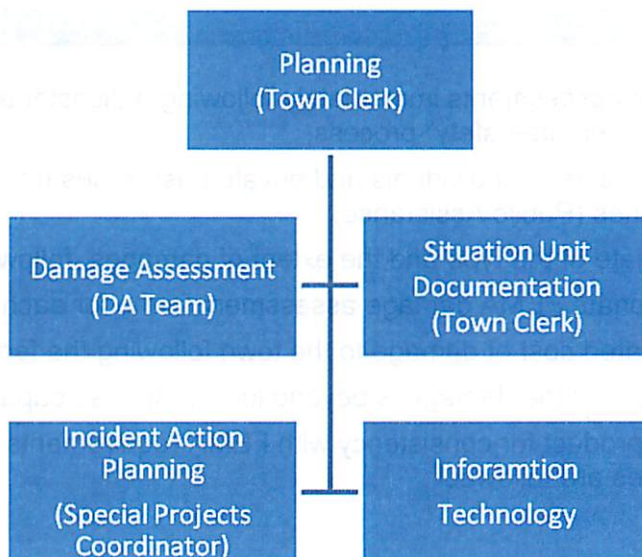 Planning
(Town Clerk)
Damage Assessment
(DA Team)
Situation Unit
Documentation
(Town Clerk)
Incident Action
Planning
(Special Projects
Coordinator)
Inforamtion
Technology